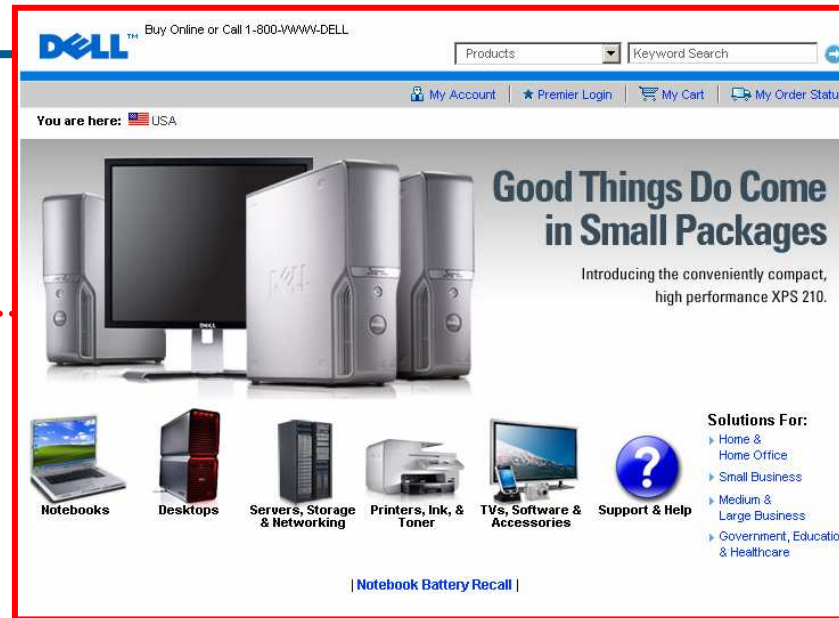 DELL™ Buy Online or Call 1-800-WWW-DELL
Products Keyword Search
My Account | ★ Premier Login | My Cart | My Order Statu
You are here: USA
Good Things Do Come
in Small Packages
Introducing the conveniently compact,
high performance XPS 210.
DELL
DELL
Notebooks
Desktops
Servers, Storage
& Networking
Printers, Ink, &
Toner
TVs, Software &
Accessories
?
Support & Help
Solutions For:
Home &
Home Office
Small Business
Medium &
Large Business
Government, Educatio
& Healthcare
| Notebook Battery Recall |